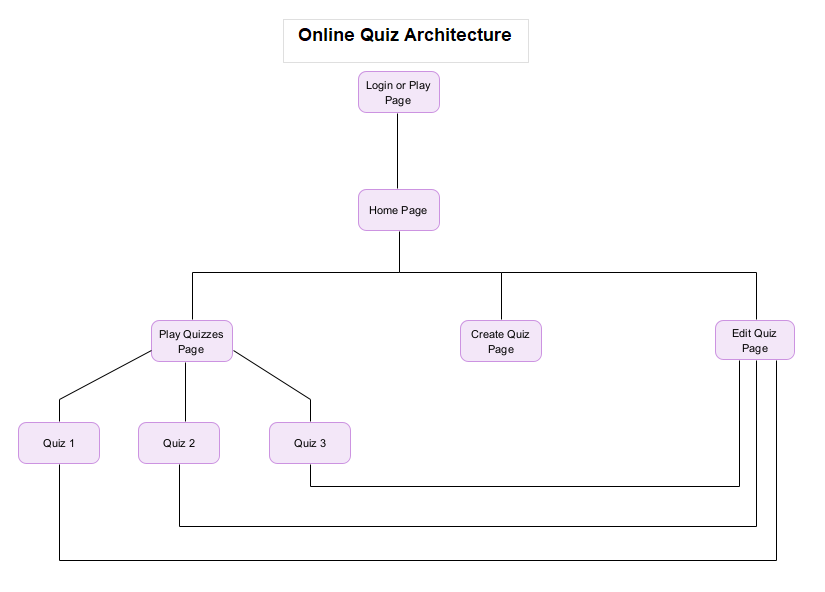 Online Quiz Architecture
Login or Play
Page
Home Page
Play Quizzes
Page
Create Quiz
Page
Edit Quiz
Page
Quiz 1
Quiz 2
Quiz 3